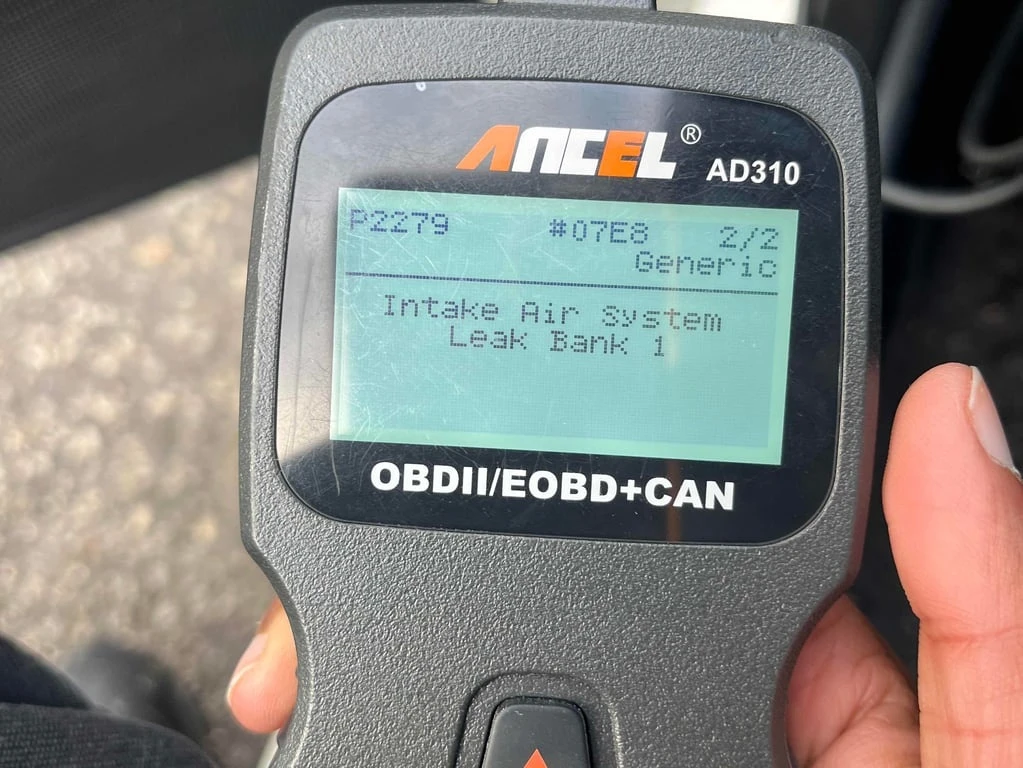 ANCEL ® AD310
P2279 #07E8 2/2
Generic
Intake Air System
Leak Bank 1
OBDII/EOBD+CAN